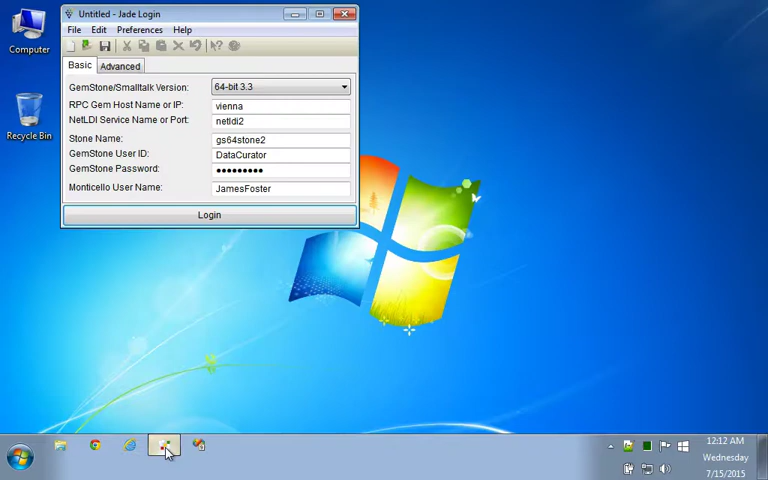 Untitled - Jade Login
File Edit Preferences Help
Basic Advanced
GemStone/Smalltalk Version: 64-bit 3.3
RPC Gem Host Name or IP: vienna
NetLDI Service Name or Port: netldi2
Stone Name: gs64stone2
GemStone User ID: DataCurator
GemStone Password: ●●●●●●●●●
Monticello User Name: JamesFoster
Login
Computer
Recycle Bin
12:12 AM
Wednesday
7/15/2015